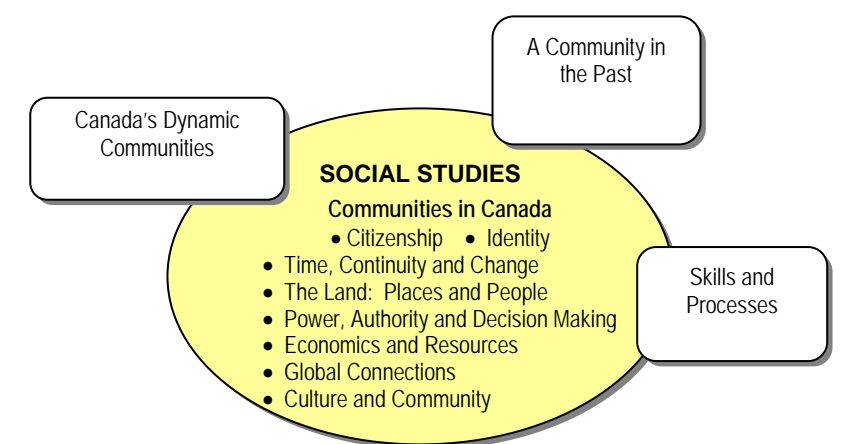 A Community in
the Past
Canada's Dynamic
Communities
SOCIAL STUDIES
Communities in Canada
• Citizenship • Identity
• Time, Continuity and Change
• The Land: Places and People
• Power, Authority and Decision Making
• Economics and Resources
• Global Connections
• Culture and Community
Skills and
Processes